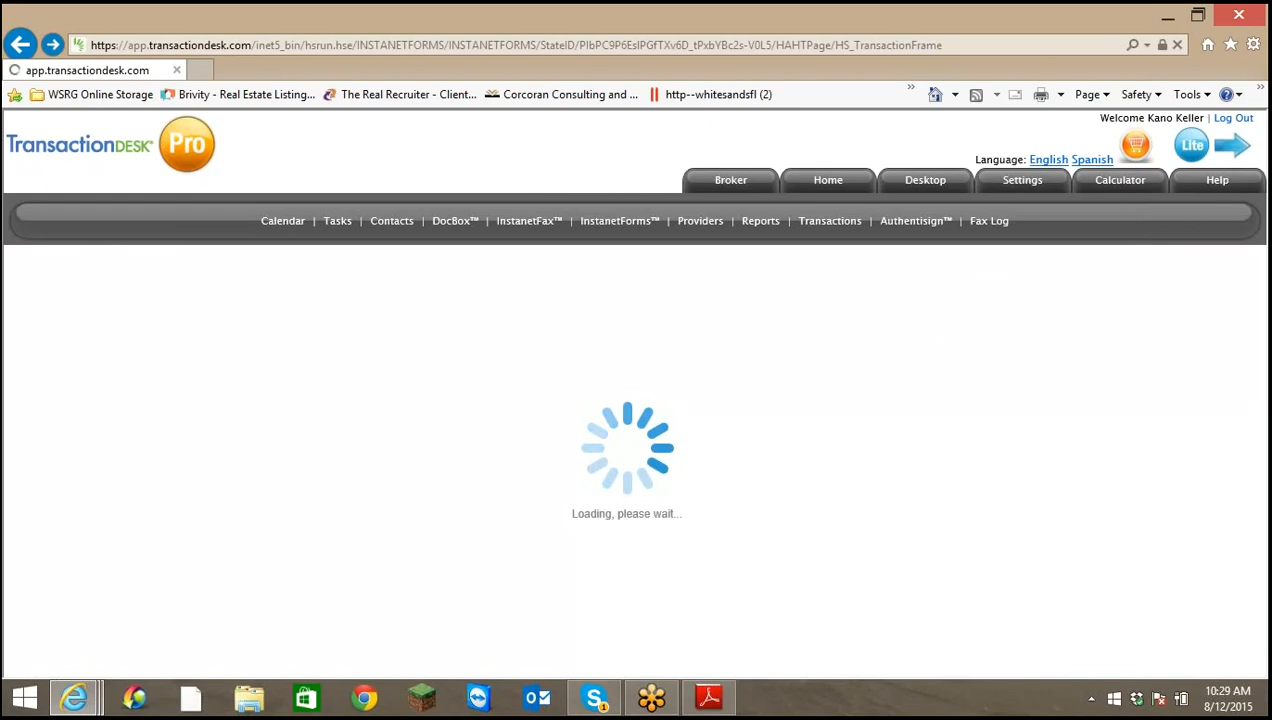 https://app.transactiondesk.com/inet5_bin/hsrun.hse/INSTANETFORMS/INSTANETFORMS/StateID/PIbPC9P6EsIPGfTXv6D_tPxbYBc2s-V0L5/HAHTPage/HS_TransactionFrame
app.transactiondesk.com
WSRG Online Storage
Brivity - Real Estate Listing...
The Real Recruiter - Client...
Corcoran Consulting and ...
http--whitesandsfl (2)
Page
Safety
Tools
Welcome Kano Keller | Log Out
TransactionDESK Pro
Language: English Spanish
Lite
Broker
Home
Desktop
Settings
Calculator
Help
Calendar | Tasks | Contacts | DocBox™ | InstanetFax™ | InstanetForms™ | Providers | Reports | Transactions | Authentisign™ | Fax Log
Loading, please wait...
10:29 AM
8/12/2015